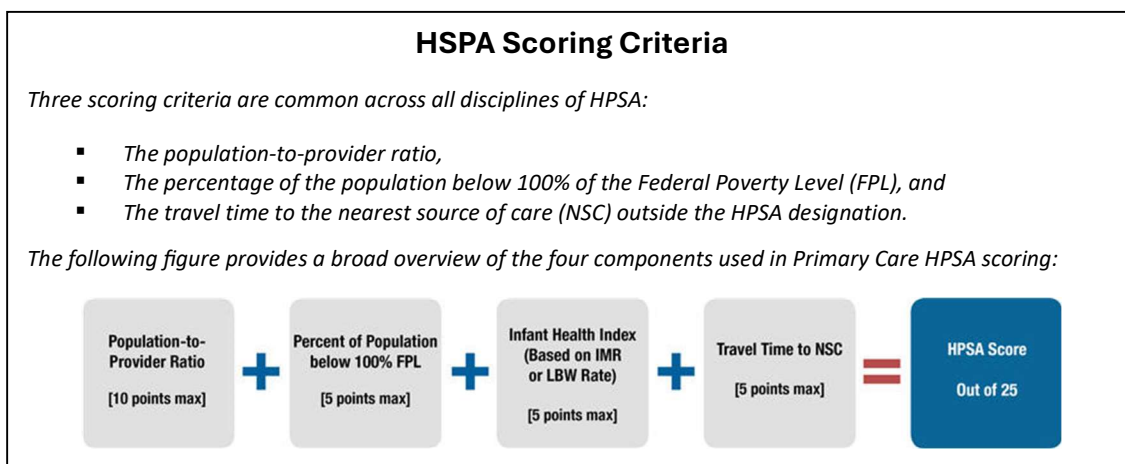 HSPA Scoring Criteria
Three scoring criteria are common across all disciplines of HPSA:
▪ The population-to-provider ratio,
▪ The percentage of the population below 100% of the Federal Poverty Level (FPL), and
▪ The travel time to the nearest source of care (NSC) outside the HPSA designation.
The following figure provides a broad overview of the four components used in Primary Care HPSA scoring:
Population-to-
Provider Ratio
[10 points max]
+
Percent of Population
below 100% FPL
[5 points max]
+
Infant Health Index
(Based on IMR
or LBW Rate)
[5 points max]
+
Travel Time to NSC
[5 points max]
=
HPSA Score
Out of 25